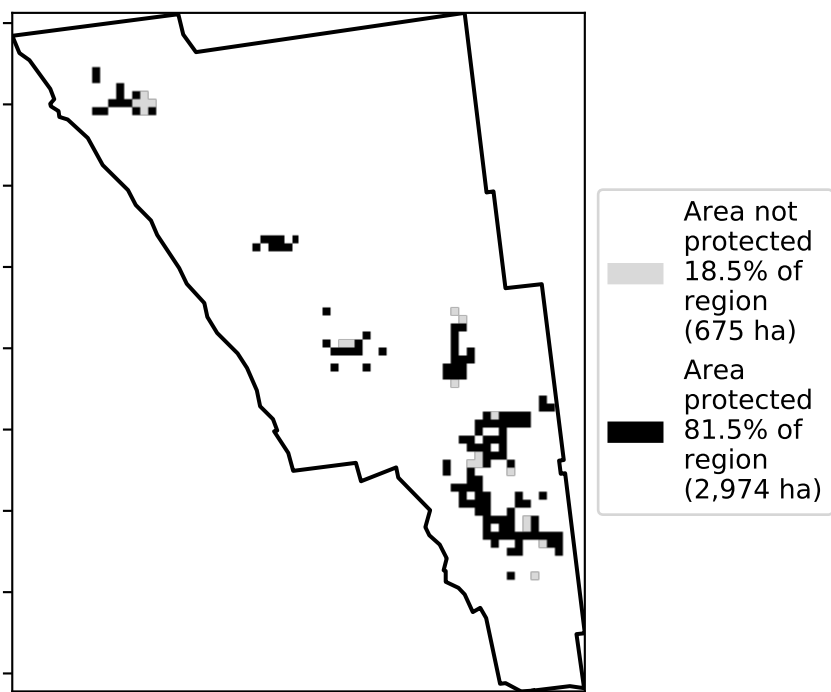 Area not
protected
18.5% of
region
(675 ha)
Area
protected
81.5% of
region
(2,974 ha)